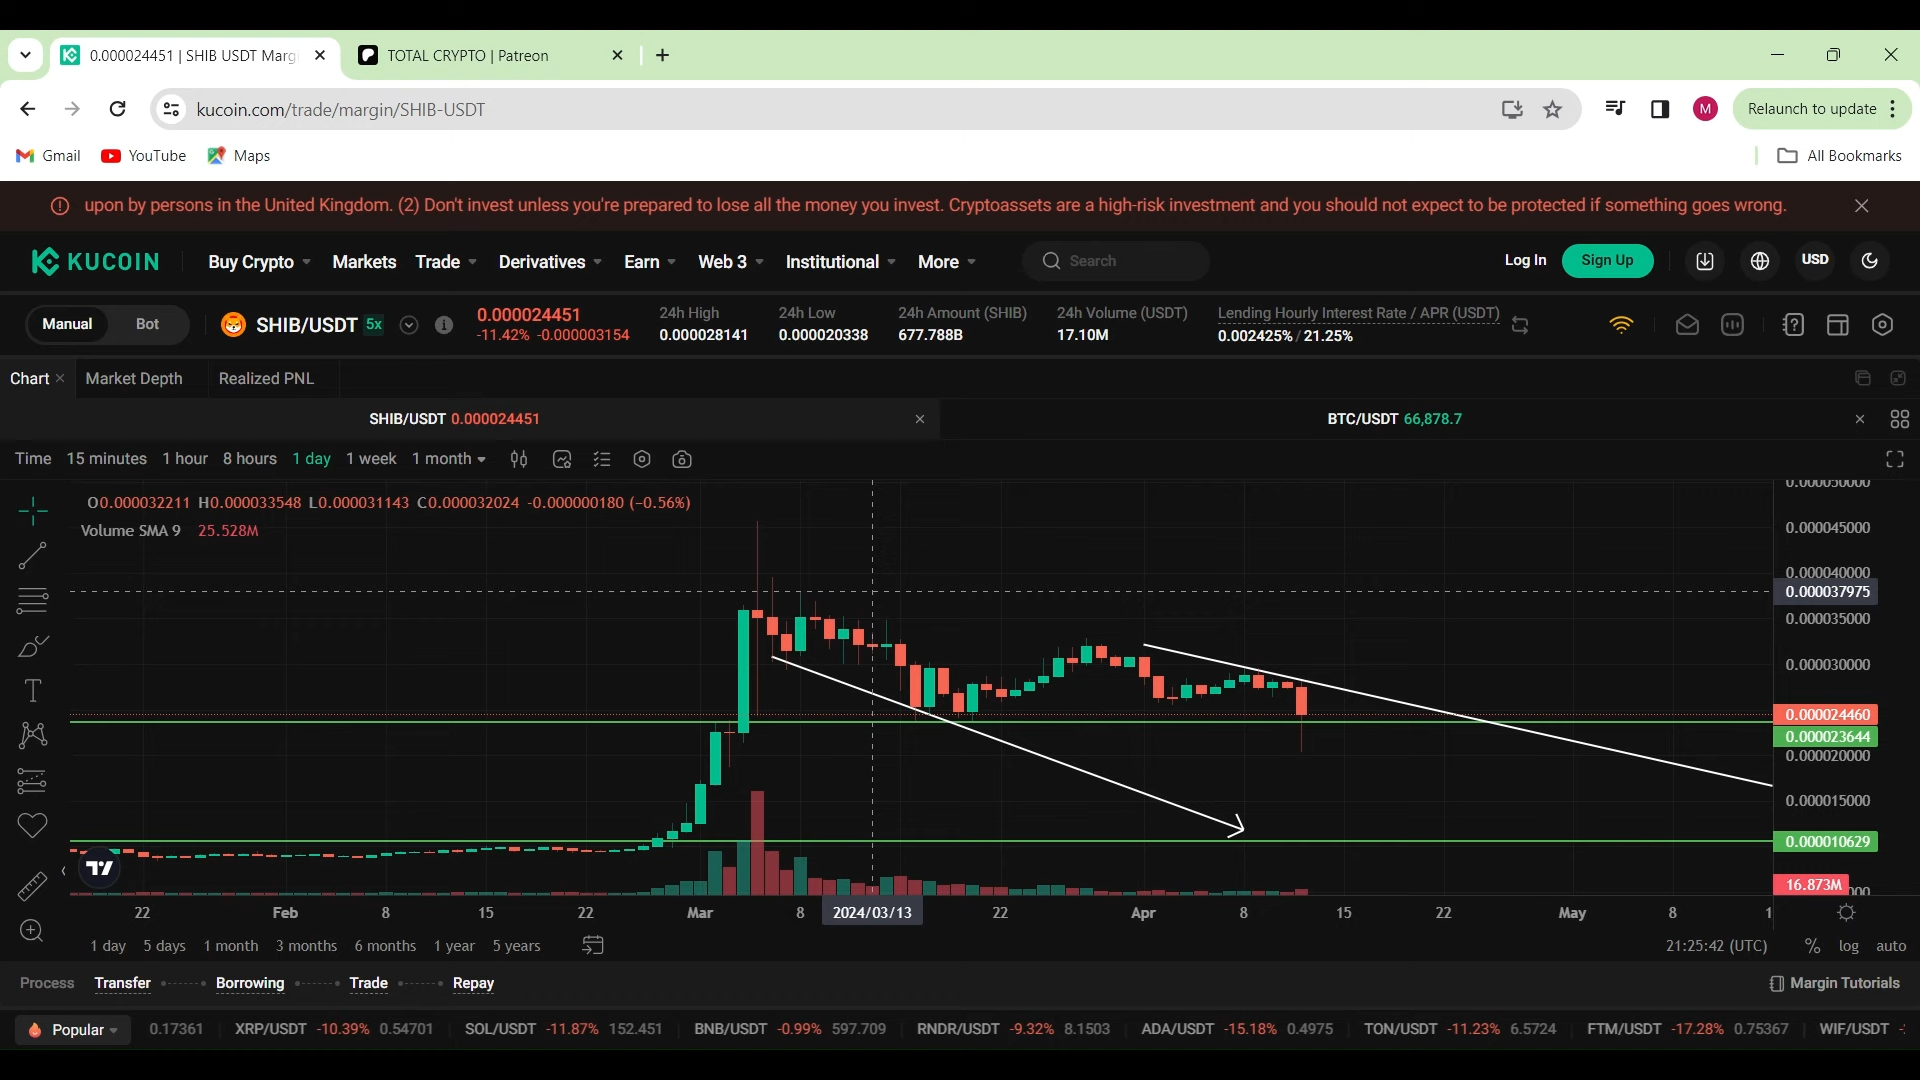 0.000024451 | SHIB USDT Marg
TOTAL CRYPTO | Patreon
kucoin.com/trade/margin/SHIB-USDT
M
Relaunch to update
Gmail YouTube Maps
All Bookmarks
upon by persons in the United Kingdom. (2) Don't invest unless you're prepared to lose all the money you invest. Cryptoassets are a high-risk investment and you should not expect to be protected if something goes wrong.
KUCOIN Buy Crypto Markets Trade Derivatives Earn Web 3 Institutional More Search Log In Sign Up USD
Manual Bot SHIB/USDT 5x
0.000024451
-11.42% -0.000003154
24h High
0.000028141
24h Low
0.000020338
24h Amount (SHIB)
677.788B
24h Volume (USDT)
17.10M
Lending Hourly Interest Rate / APR (USDT)
0.002425% / 21.25%
Chart Market Depth Realized PNL
SHIB/USDT 0.000024451
BTC/USDT 66,878.7
Time 15 minutes 1 hour 8 hours 1 day 1 week 1 month
O0.000032211 H0.000033548 L0.000031143 C0.000032024 -0.000000180 (-0.56%)
Volume SMA 9 25.528M
0.000050000
0.000045000
0.000040000
0.000037975
0.000035000
0.000030000
0.000024460
0.000023644
0.000020000
0.000015000
0.000010629
16.873M
22 Feb 8 15 22 Mar 8 2024/03/13 22 Apr 8 15 22 May 8 1
1 day 5 days 1 month 3 months 6 months 1 year 5 years
21:25:42 (UTC) % log auto
Process Transfer Borrowing Trade Repay
Margin Tutorials
Popular 0.17361 XRP/USDT -10.39% 0.54701 SOL/USDT -11.87% 152.451 BNB/USDT -0.99% 597.709 RNDR/USDT -9.32% 8.1503 ADA/USDT -15.18% 0.4975 TON/USDT -11.23% 6.5724 FTM/USDT -17.28% 0.75367 WIF/USDT